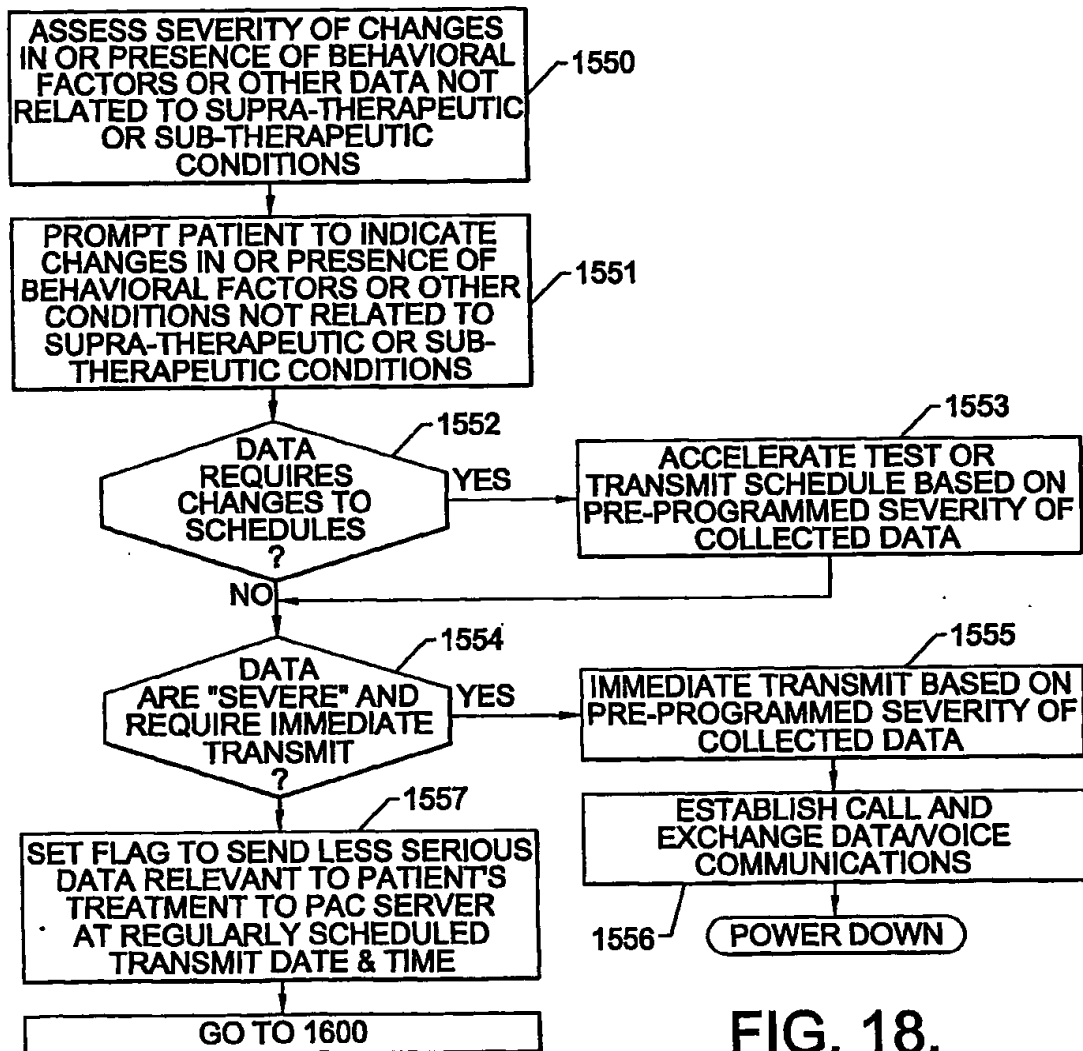 ASSESS SEVERITY OF CHANGES
IN OR PRESENCE OF BEHAVIORAL
FACTORS OR OTHER DATA NOT
RELATED TO SUPRA-THERAPEUTIC
OR SUB-THERAPEUTIC
CONDITIONS
1550
PROMPT PATIENT TO INDICATE
CHANGES IN OR PRESENCE OF
BEHAVIORAL FACTORS OR OTHER
CONDITIONS NOT RELATED TO
SUPRA-THERAPEUTIC OR SUB-
THERAPEUTIC CONDITIONS
1551
DATA
REQUIRES
CHANGES TO
SCHEDULES
?
1552
YES
ACCELERATE TEST OR
TRANSMIT SCHEDULE BASED ON
PRE-PROGRAMMED SEVERITY OF
COLLECTED DATA
1553
NO
DATA
ARE "SEVERE" AND
REQUIRE IMMEDIATE
TRANSMIT
?
1554
YES
IMMEDIATE TRANSMIT BASED ON
PRE-PROGRAMMED SEVERITY OF
COLLECTED DATA
1555
ESTABLISH CALL AND
EXCHANGE DATA/VOICE
COMMUNICATIONS
1556
POWER DOWN
SET FLAG TO SEND LESS SERIOUS
DATA RELEVANT TO PATIENT'S
TREATMENT TO PAC SERVER
AT REGULARLY SCHEDULED
TRANSMIT DATE & TIME
1557
GO TO 1600
FIG. 18.